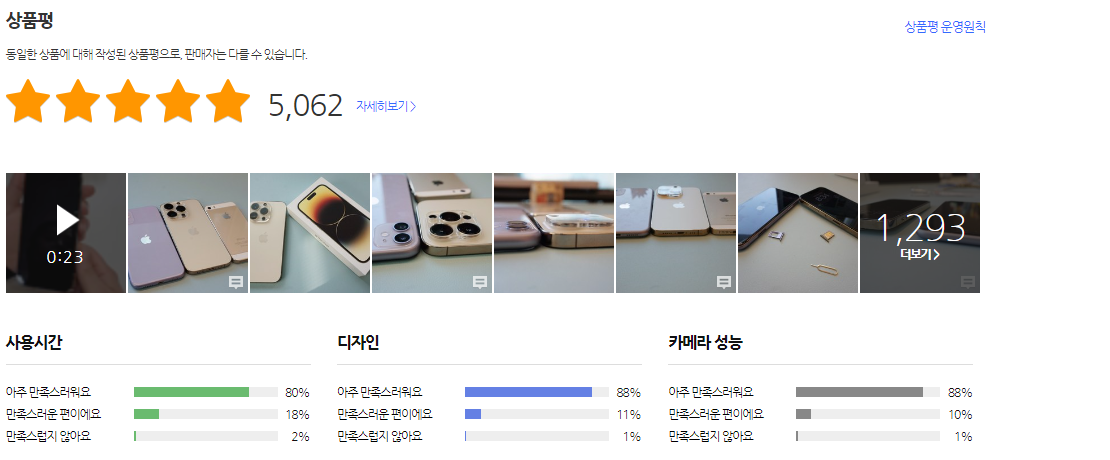 상품평
상품평 운영원칙
동일한 상품에 대해 작성된 상품평으로, 판매자는 다를 수 있습니다.
5,062 자세히보기 >
0:23
1,293
더보기 >
사용시간
아주 만족스러워요 80%
만족스러운 편이에요 18%
만족스럽지 않아요 2%
디자인
아주 만족스러워요 88%
만족스러운 편이에요 11%
만족스럽지 않아요 1%
카메라 성능
아주 만족스러워요 88%
만족스러운 편이에요 10%
만족스럽지 않아요 1%